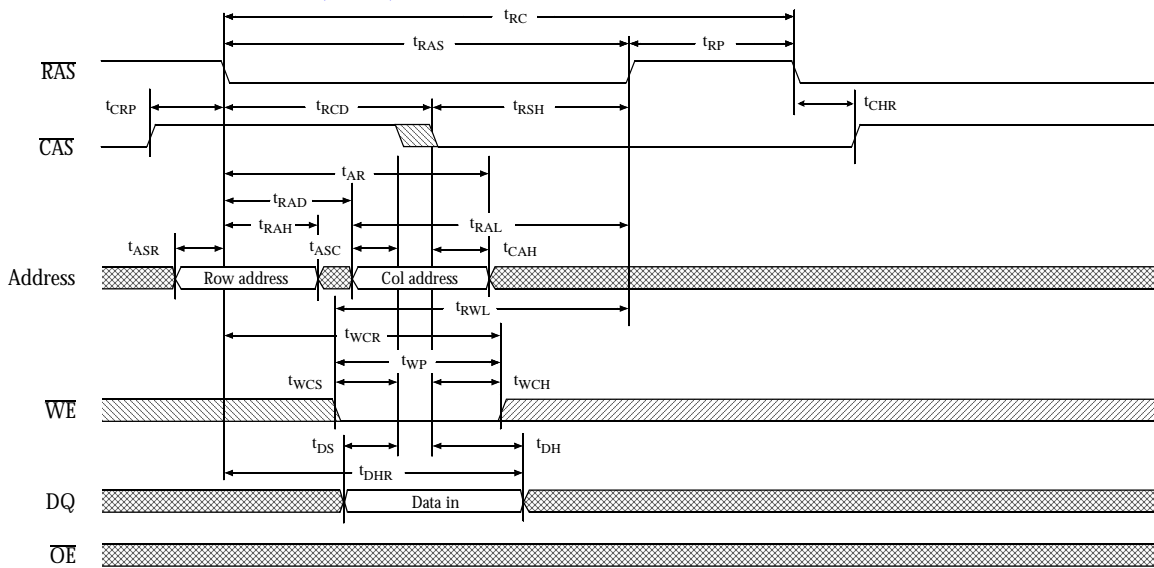 tRC
tRAS
tRP
RAS
tCRP
tRCD
tRSH
tCHR
CAS
tAR
tRAD
tRAH
tRAL
tASR
tASC
tCAH
Address
Row address
Col address
tRWL
tWCR
tWP
tWCS
tWCH
WE
tDS
tDH
tDHR
DQ
Data in
OE